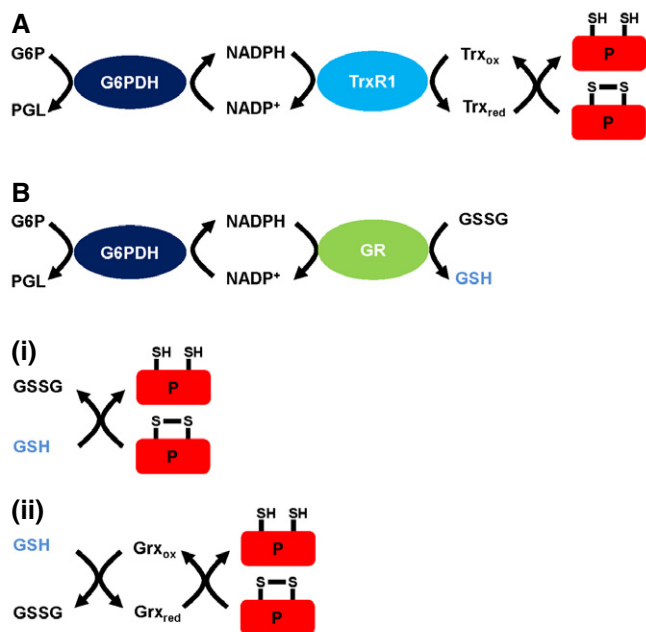 A
G6P
G6PDH
PGL
NADPH
NADP+
TrxR1
Trxox
Trxred
SH SH
P
S S
P
B
G6P
G6PDH
PGL
NADPH
NADP+
GR
GSSG
GSH
(i)
GSSG
GSH
SH SH
P
S S
P
(ii)
GSH
GSSG
Grxox
Grxred
SH SH
P
S S
P